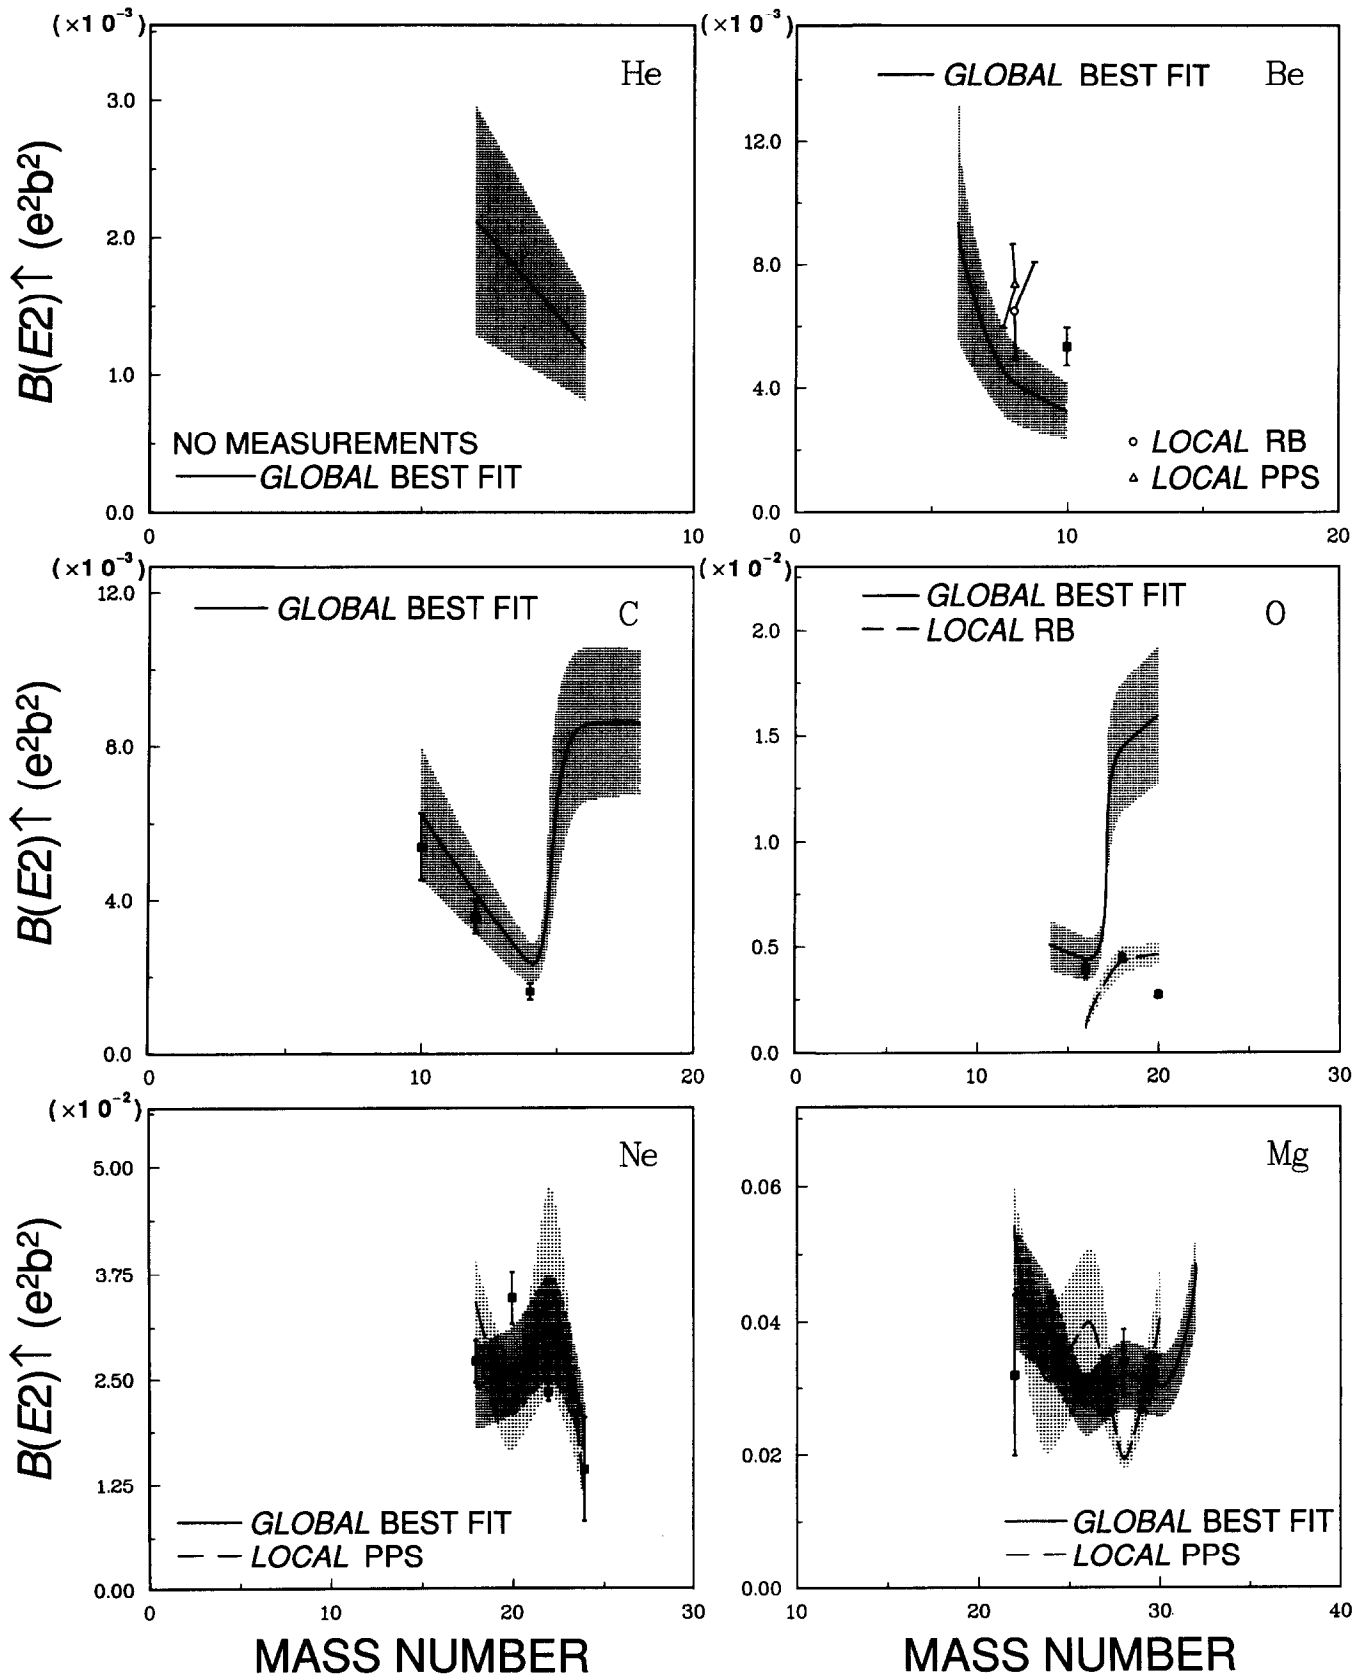 (×10⁻³)
He
3.0
2.0
1.0
0.0
B(E2)↑ (e²b²)
NO MEASUREMENTS
GLOBAL BEST FIT
0 10
(×10⁻³)
GLOBAL BEST FIT Be
12.0
8.0
4.0
0.0
LOCAL RB
LOCAL PPS
0 10 20
(×10⁻³)
12.0
GLOBAL BEST FIT C
8.0
4.0
0.0
B(E2)↑ (e²b²)
0 10 20
(×10⁻²)
GLOBAL BEST FIT
LOCAL RB
O
2.0
1.5
1.0
0.5
0.0
0 10 20 30
(×10⁻²)
Ne
5.00
3.75
2.50
1.25
0.00
B(E2)↑ (e²b²)
GLOBAL BEST FIT
LOCAL PPS
0 10 20 30
MASS NUMBER
Mg
0.06
0.04
0.02
0.00
GLOBAL BEST FIT
LOCAL PPS
10 20 30 40
MASS NUMBER